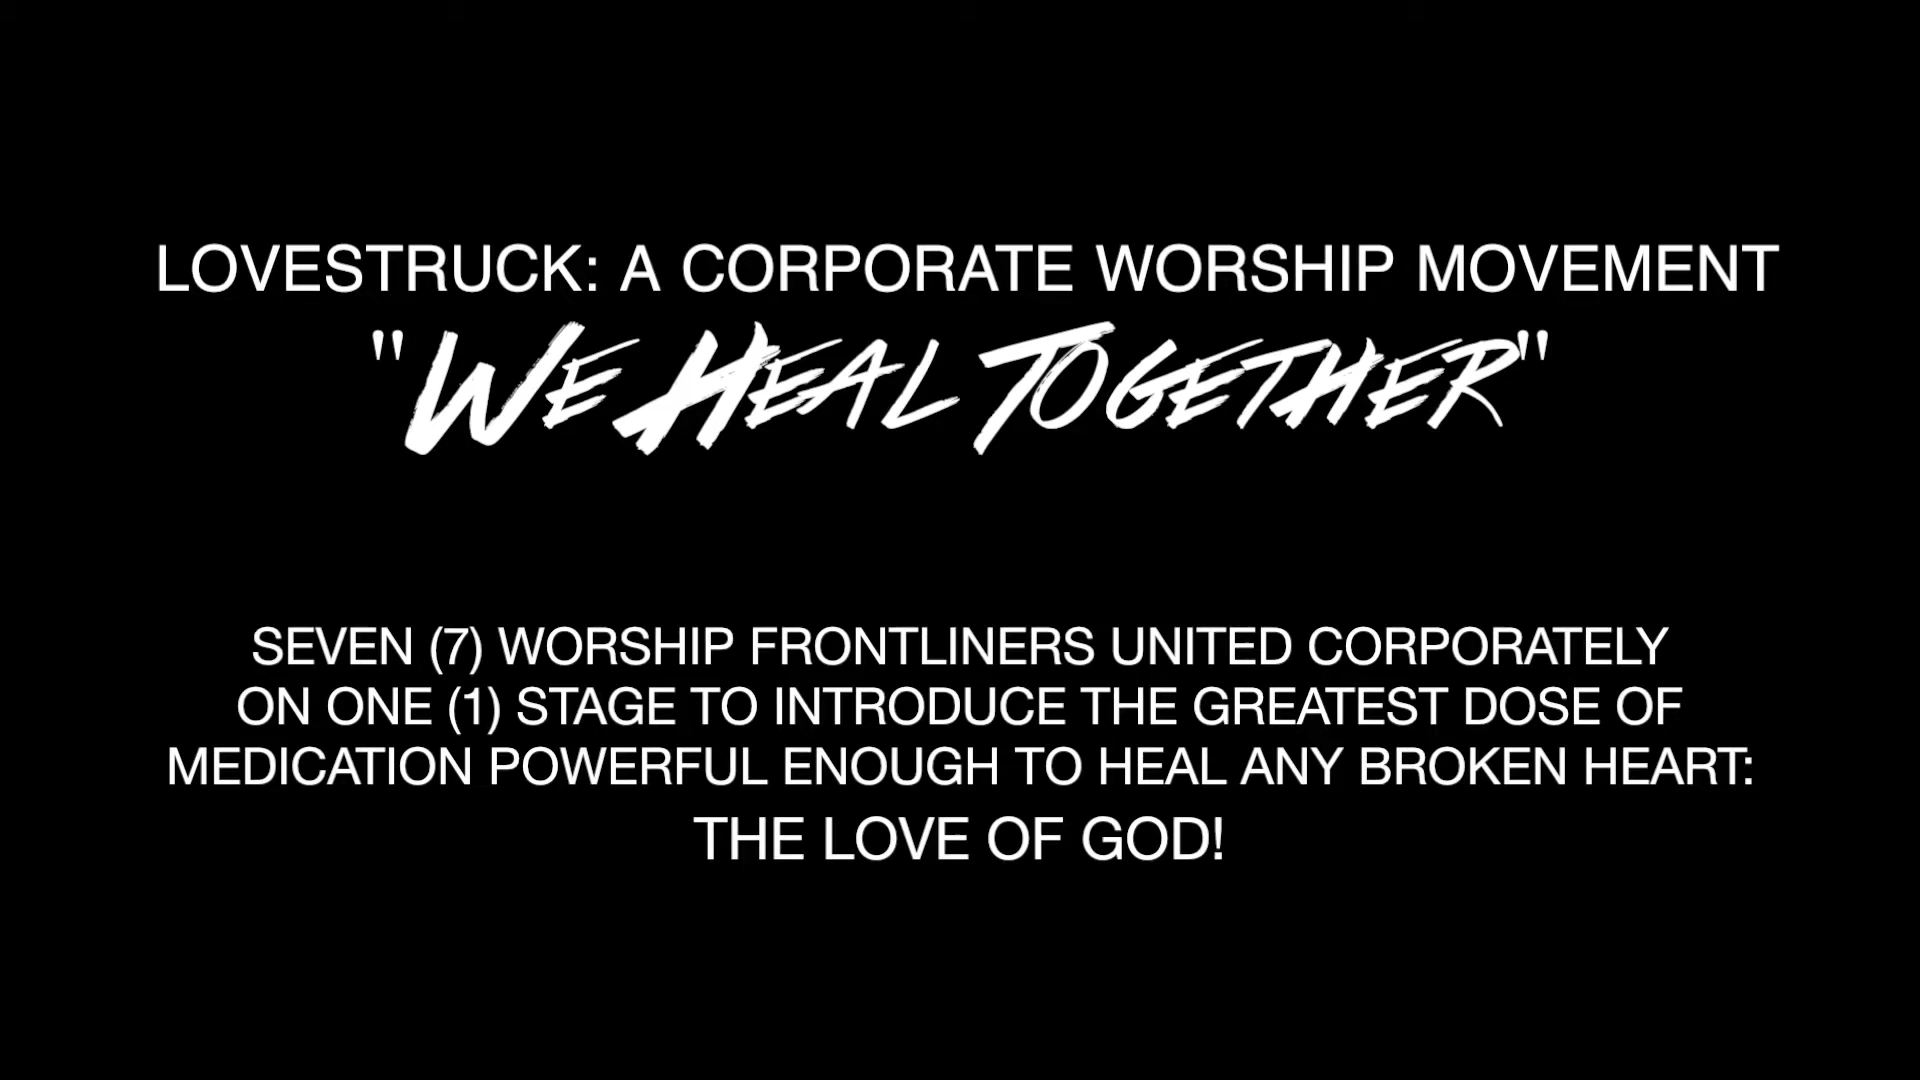 LOVESTRUCK: A CORPORATE WORSHIP MOVEMENT
"WE HEAL TOGETHER"
SEVEN (7) WORSHIP FRONTLINERS UNITED CORPORATELY
ON ONE (1) STAGE TO INTRODUCE THE GREATEST DOSE OF
MEDICATION POWERFUL ENOUGH TO HEAL ANY BROKEN HEART:
THE LOVE OF GOD!